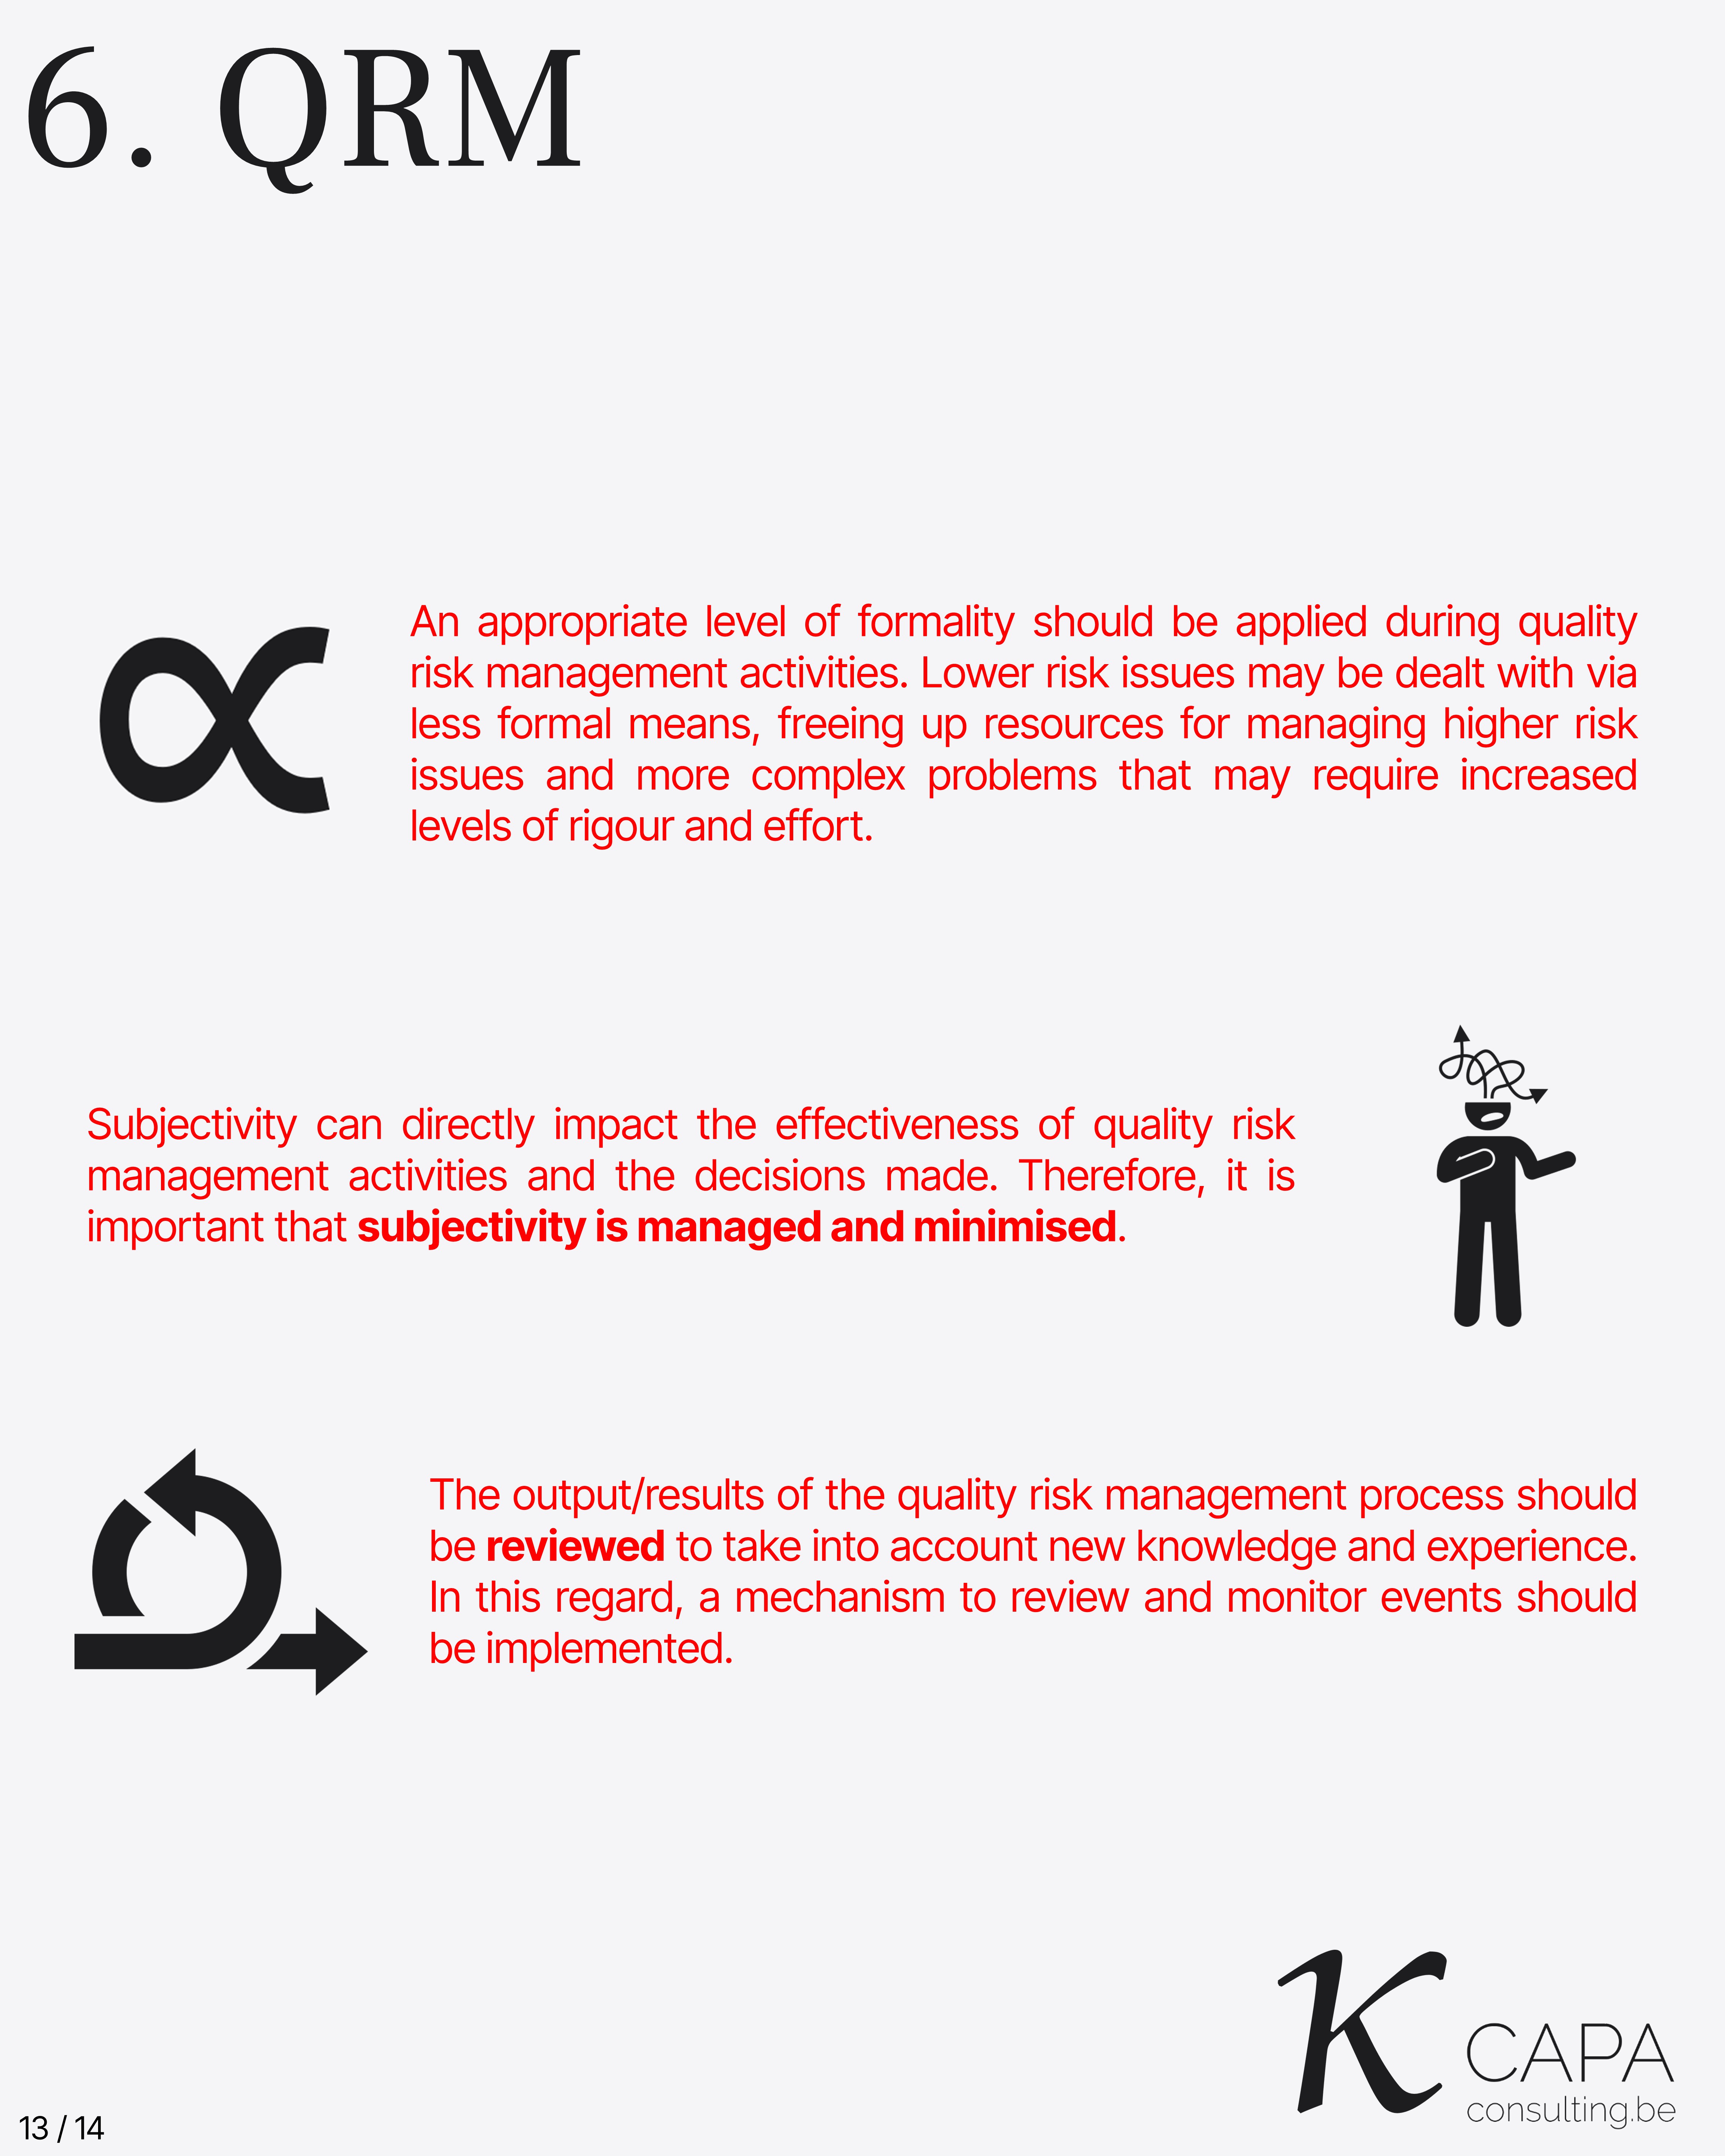 6. QRM
An appropriate level of formality should be applied during quality
risk management activities. Lower risk issues may be dealt with via
less formal means, freeing up resources for managing higher risk
issues and more complex problems that may require increased
levels of rigour and effort.
Subjectivity can directly impact the effectiveness of quality risk
management activities and the decisions made. Therefore, it is
important that subjectivity is managed and minimised.
The output/results of the quality risk management process should
be reviewed to take into account new knowledge and experience.
In this regard, a mechanism to review and monitor events should
be implemented.
K CAPA
consulting.be
13 / 14